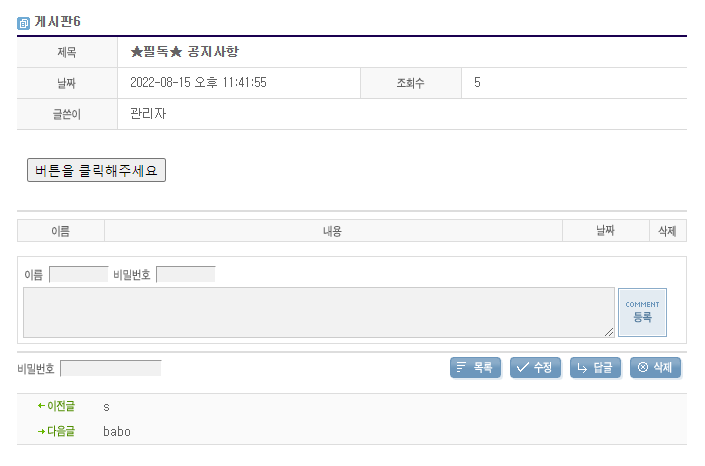 게시판6
제목 ★필독★ 공지사항
날짜 2022-08-15 오후 11:41:55 조회수 5
글쓴이 관리자
버튼을 클릭해주세요
이름 내용 날짜 삭제
이름 비밀번호
COMMENT
등록
비밀번호 목록 수정 답글 삭제
이전글 s
다음글 babo